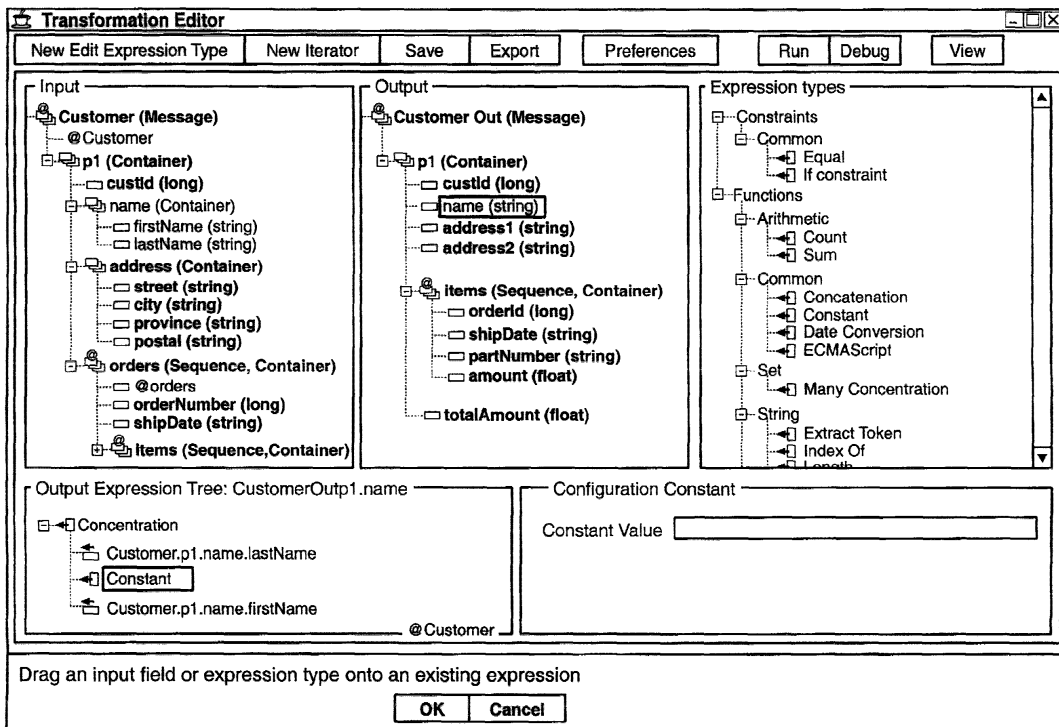 Transformation Editor
New Edit Expression Type New Iterator Save Export Preferences Run Debug View
Input
Customer (Message)
@Customer
p1 (Container)
custId (long)
name (Container)
firstName (string)
lastName (string)
address (Container)
street (string)
city (string)
province (string)
postal (string)
@
orders (Sequence, Container)
@orders
orderNumber (long)
shipDate (string)
@
Items (Sequence,Container)
Output
Customer Out (Message)
p1 (Container)
custId (long)
name (string)
address1 (string)
address2 (string)
@
items (Sequence, Container)
orderId (long)
shipDate (string)
partNumber (string)
amount (float)
totalAmount (float)
Expression types
Constraints
Common
Equal
If constraint
Functions
Arithmetic
Count
Sum
Common
Concatenation
Constant
Date Conversion
ECMAScript
Set
Many Concentration
String
Extract Token
Index Of
Length
Output Expression Tree: CustomerOutp1.name
Concentration
Customer.p1.name.lastName
Constant
Customer.p1.name.firstName
@Customer
Configuration Constant
Constant Value
Drag an input field or expression type onto an existing expression
OK Cancel